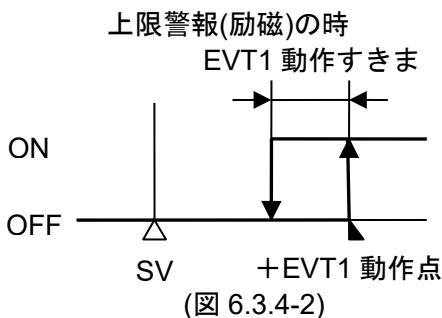 上限警報(励磁)の時
EVT1 動作すきま
ON
OFF
SV
＋EVT1 動作点
(図 6.3.4-2)